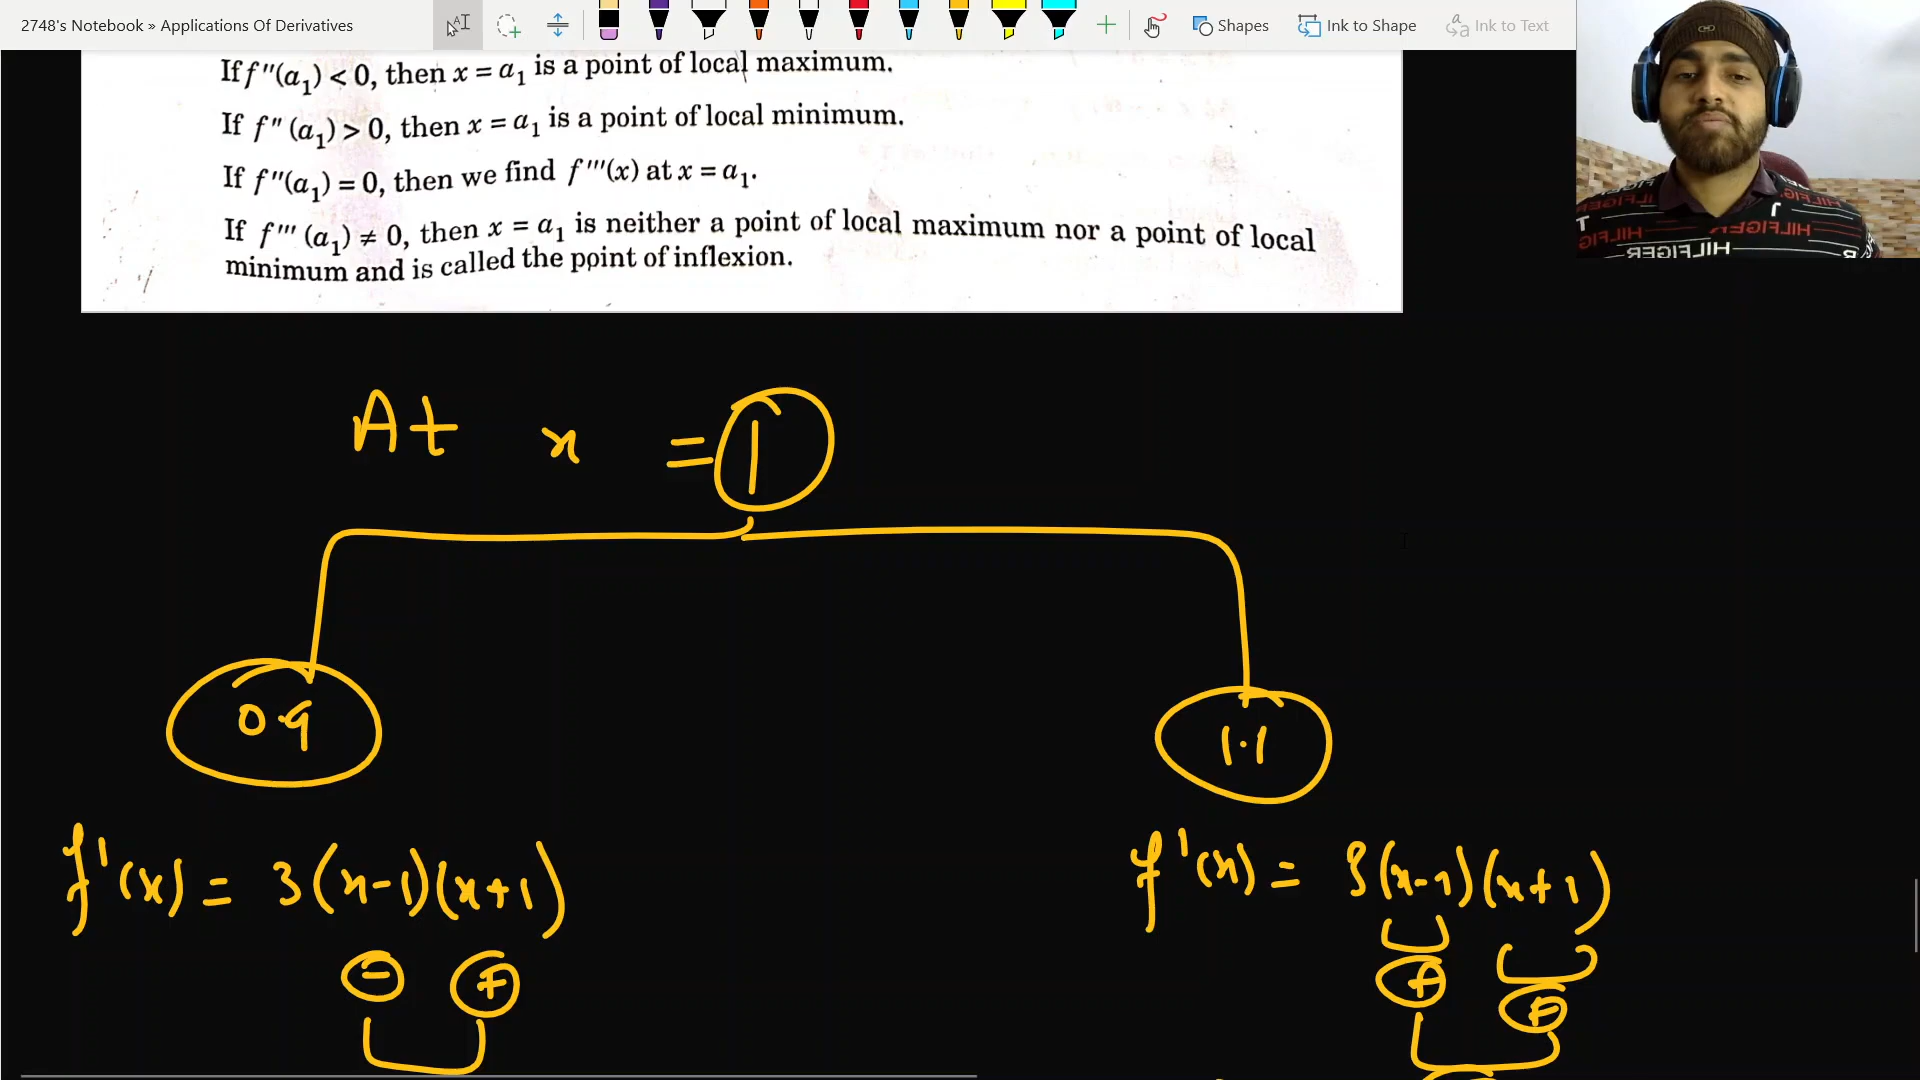 2748's Notebook » Applications Of Derivatives
Shapes
Ink to Shape
Ink to Text
If f''(a₁) < 0, then x = a₁ is a point of local maximum.
If f''(a₁) > 0, then x = a₁ is a point of local minimum.
If f''(a₁) = 0, then we find f'''(x) at x = a₁.
If f'''(a₁) ≠ 0, then x = a₁ is neither a point of local maximum nor a point of local
minimum and is called the point of inflexion.
At x = 1
0.9
1.1
f'(x) = 3(x-1)(x+1)
f'(x) = 3(x-1)(x+1)
- +
+ +
HILFIGER